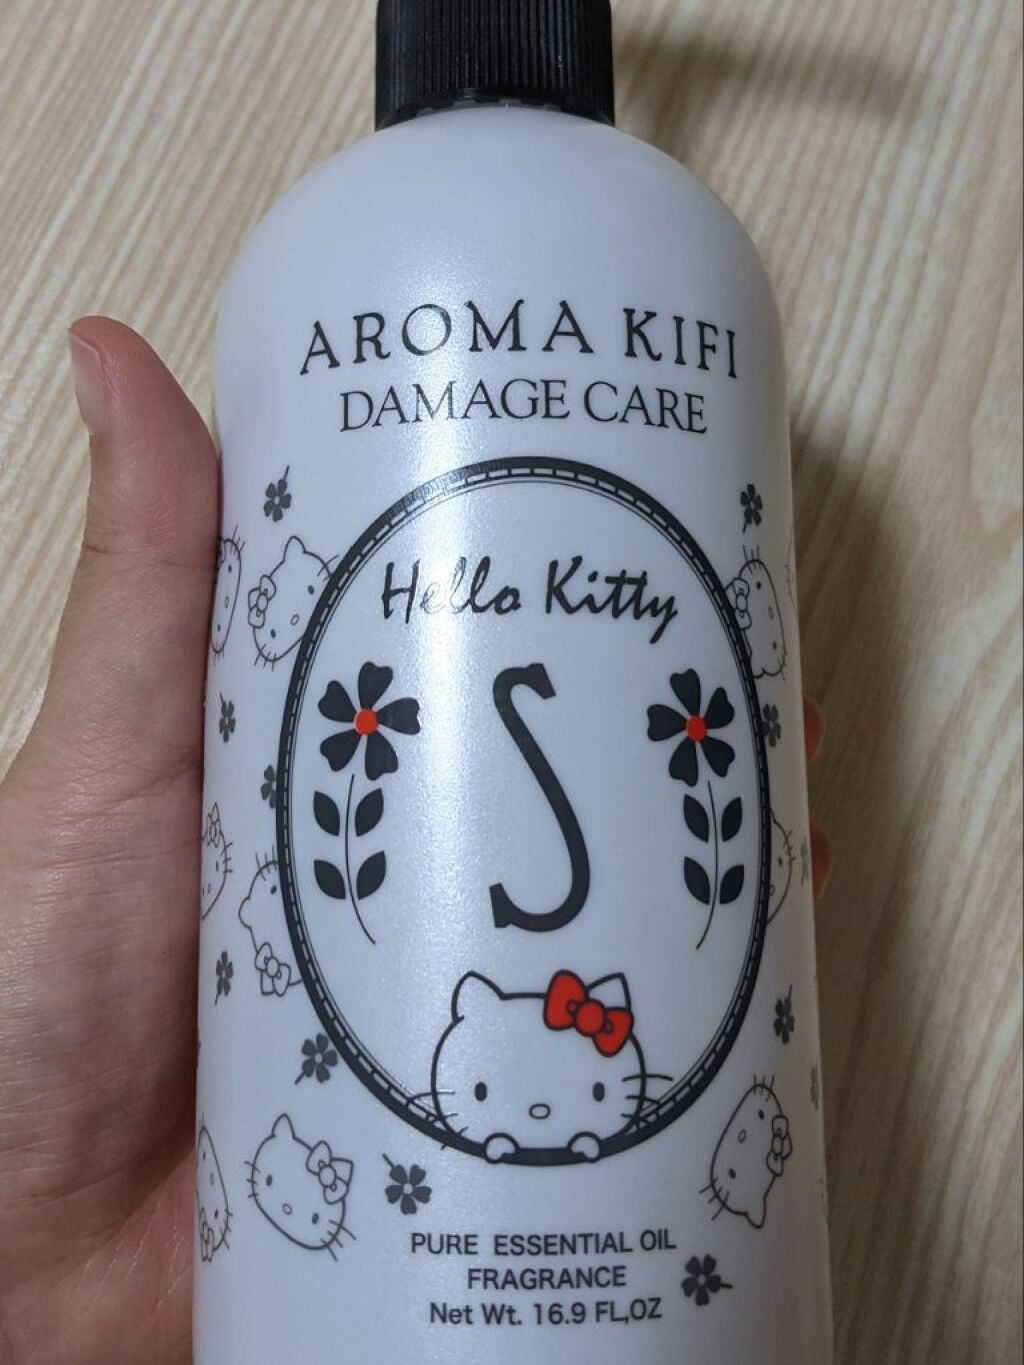 AROMA KIFI
DAMAGE CARE
Hello Kitty
S
PURE ESSENTIAL OIL
FRAGRANCE
Net Wt. 16.9 FL,OZ